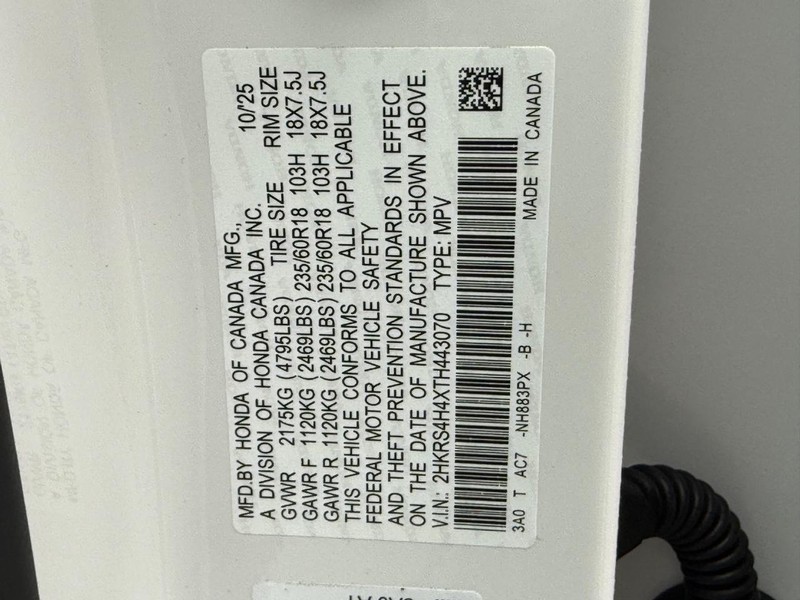 MFD.BY HONDA OF CANADA MFG., 10/'25
A DIVISION OF HONDA CANADA INC.
GVWR 2175KG (4795LBS) TIRE SIZE RIM SIZE
GAWR F 1120KG (2469LBS) 235/60R18 103H 18X7.5J
GAWR R 1120KG (2469LBS) 235/60R18 103H 18X7.5J
THIS VEHICLE CONFORMS TO ALL APPLICABLE
FEDERAL MOTOR VEHICLE SAFETY
AND THEFT PREVENTION STANDARDS IN EFFECT
ON THE DATE OF MANUFACTURE SHOWN ABOVE.
V.I.N.: 2HKRS4H4XTH443070 TYPE: MPV
3A0 T AC7 -NH883PX -B -H MADE IN CANADA